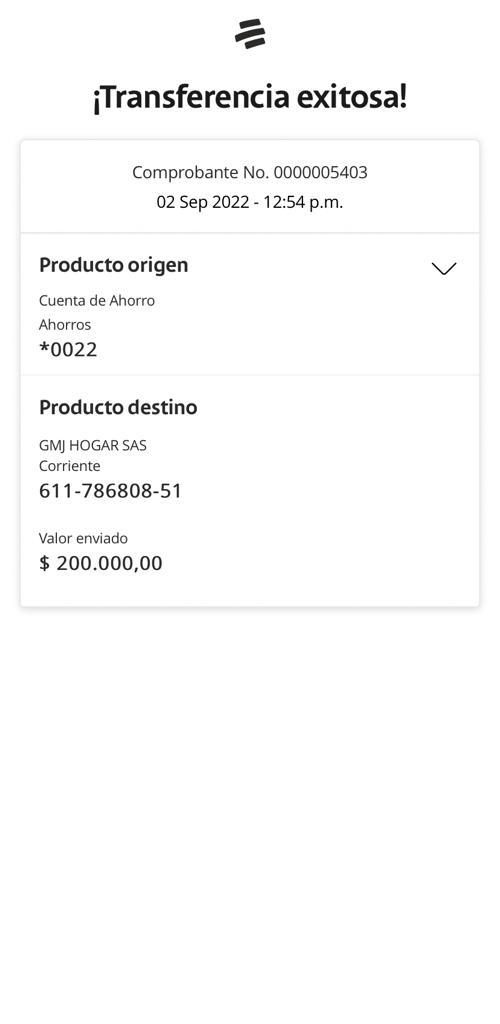 ¡Transferencia exitosa!
Comprobante No. 0000005403
02 Sep 2022 - 12:54 p.m.
Producto origen
Cuenta de Ahorro
Ahorros
*0022
Producto destino
GMJ HOGAR SAS
Corriente
611-786808-51
Valor enviado
$ 200.000,00